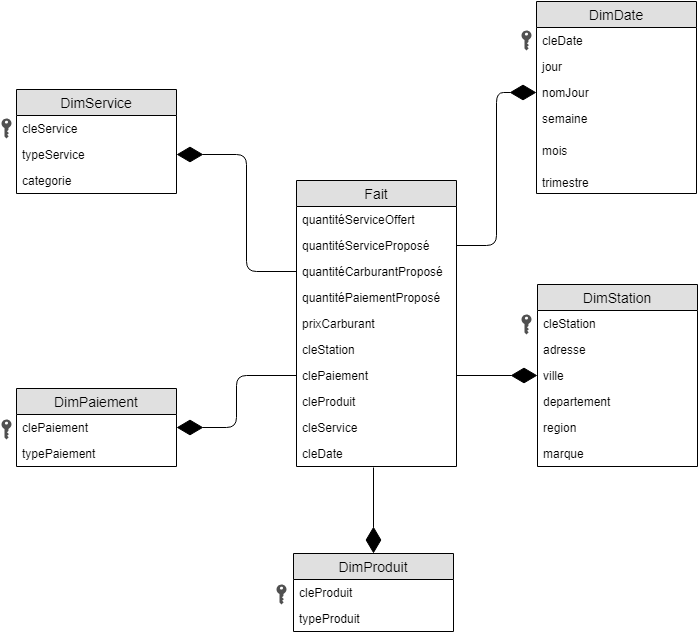 DimDate
cleDate
jour
nomJour
semaine
mois
trimestre
DimService
cleService
typeService
categorie
Fait
quantitéServiceOffert
quantitéServiceProposé
quantitéCarburantProposé
quantitéPaiementProposé
prixCarburant
cleStation
clePaiement
cleProduit
cleService
cleDate
DimStation
cleStation
adresse
ville
departement
region
marque
DimPaiement
clePaiement
typePaiement
DimProduit
cleProduit
typeProduit